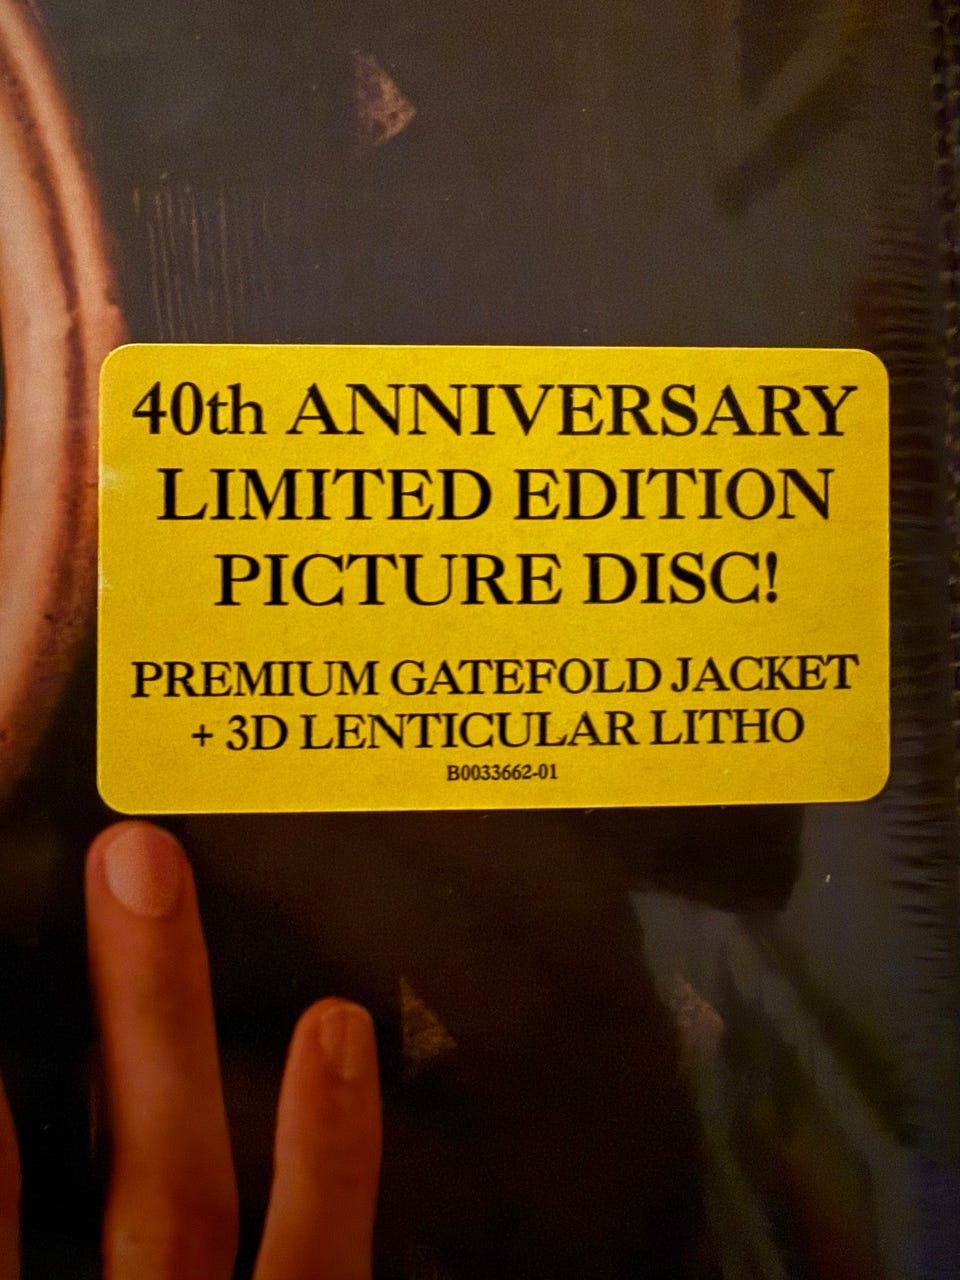 40th ANNIVERSARY
LIMITED EDITION
PICTURE DISC!
PREMIUM GATEFOLD JACKET
+ 3D LENTICULAR LITHO
B0033662-01